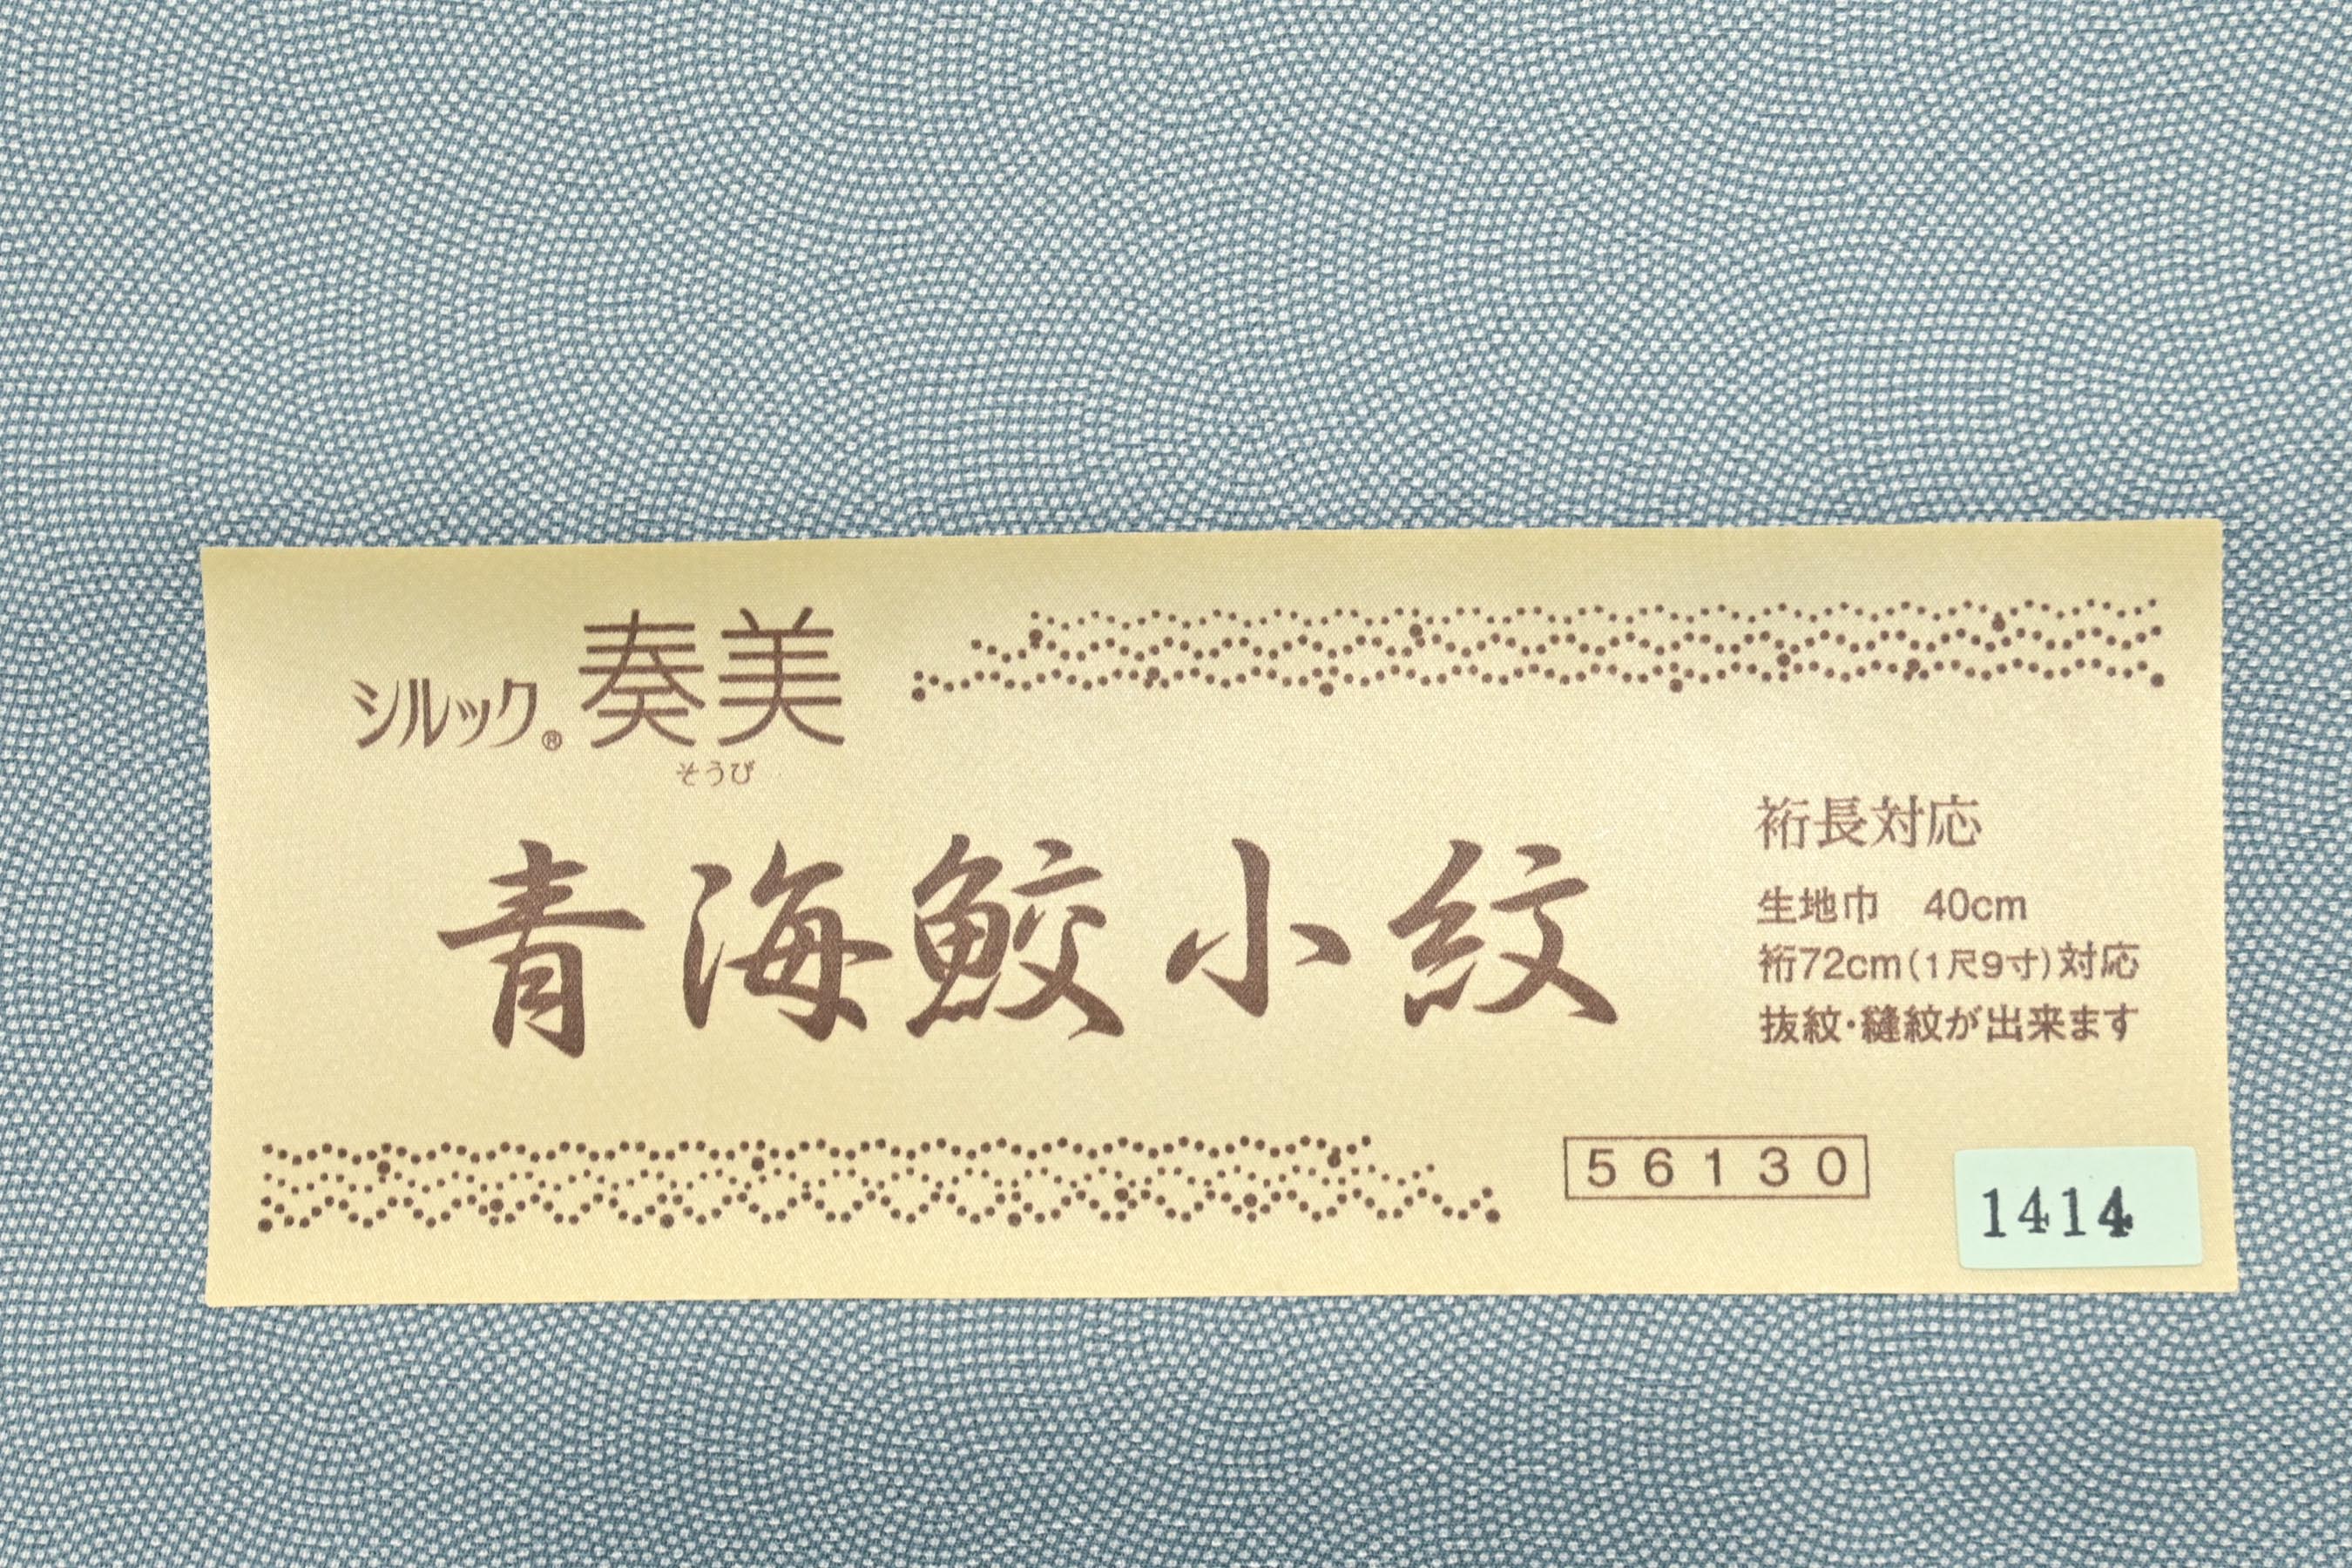 シルック®奏美
そうび
青海鮫小紋
裄長対応
生地巾　40cm
裄72cm(1尺9寸)対応
抜紋・縫紋が出来ます
56130
1414